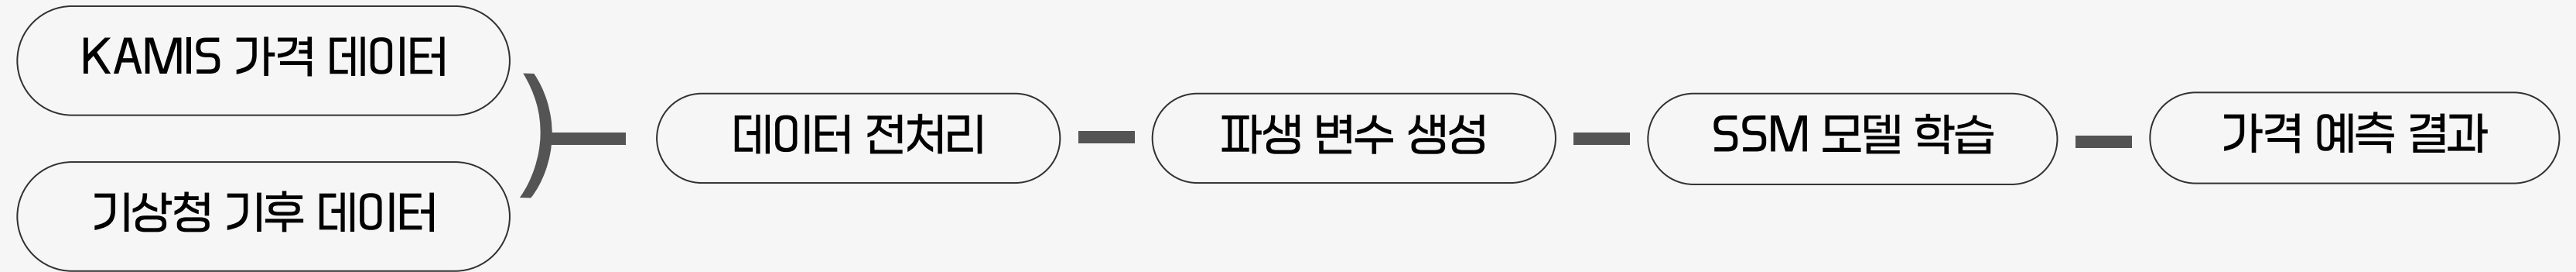 KAMIS 가격 데이터
기상청 기후 데이터
데이터 전처리
파생 변수 생성
SSM 모델 학습
가격 예측 결과